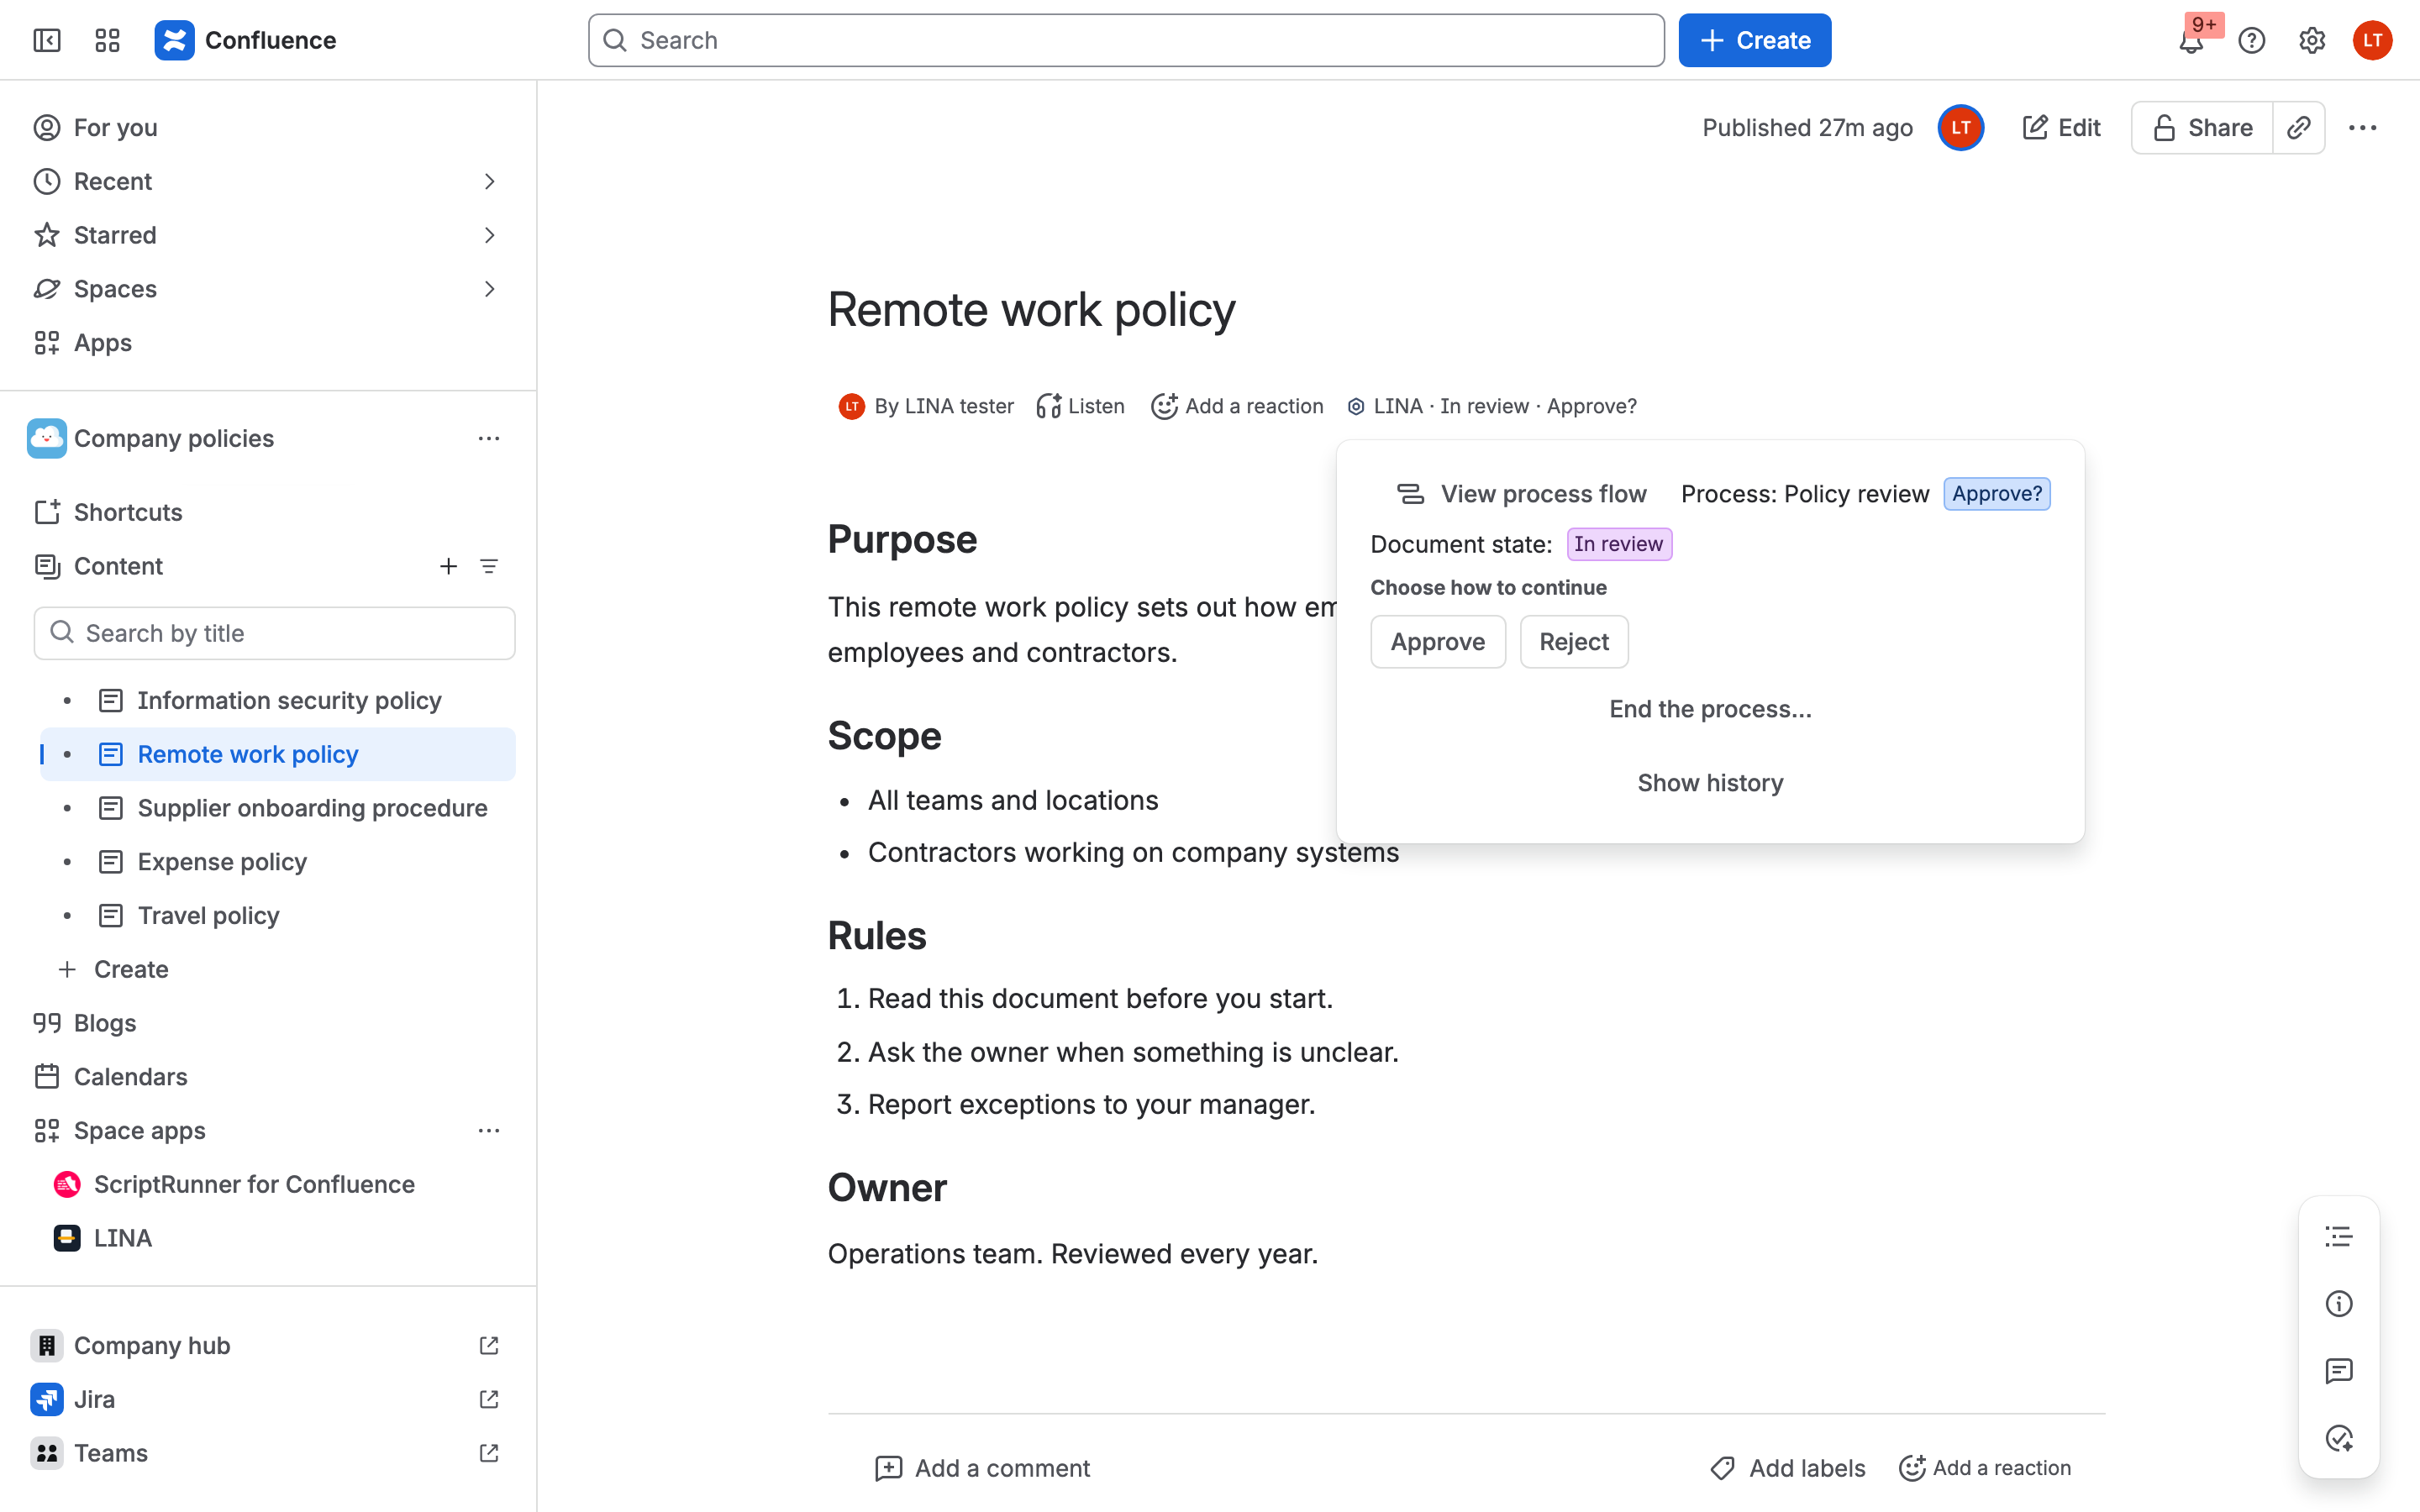 Confluence
Search
Create
9+
LT
For you
Recent
Starred
Spaces
Apps
Company policies
Shortcuts
Content
Search by title
Information security policy
Remote work policy
Supplier onboarding procedure
Expense policy
Travel policy
Create
Blogs
Calendars
Space apps
ScriptRunner for Confluence
LINA
Company hub
Jira
Teams
Published 27m ago
LT
Edit
Share
Remote work policy
LT By LINA tester
Listen
Add a reaction
LINA · In review · Approve?
View process flow
Process: Policy review
Approve?
Document state: In review
Choose how to continue
Approve
Reject
End the process...
Show history
Purpose
This remote work policy sets out how em
employees and contractors.
Scope
• All teams and locations
• Contractors working on company systems
Rules
1. Read this document before you start.
2. Ask the owner when something is unclear.
3. Report exceptions to your manager.
Owner
Operations team. Reviewed every year.
Add a comment
Add labels
Add a reaction